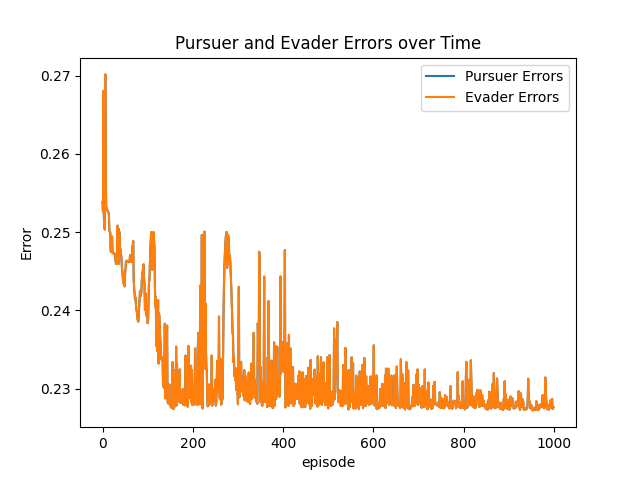 Pursuer and Evader Errors over Time
Pursuer Errors
Evader Errors
0.27
0.26
0.25
0.24
0.23
Error
0
200
400
600
800
1000
episode